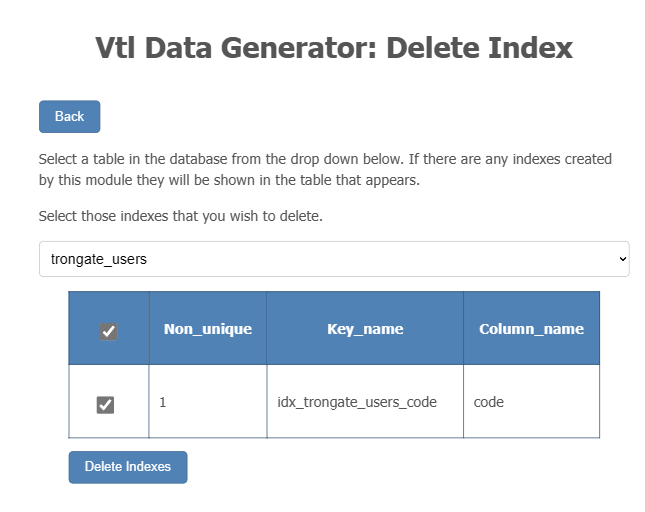 Vtl Data Generator: Delete Index
Back
Select a table in the database from the drop down below. If there are any indexes created
by this module they will be shown in the table that appears.
Select those indexes that you wish to delete.
trongate_users
Non_unique Key_name Column_name
1 idx_trongate_users_code code
Delete Indexes